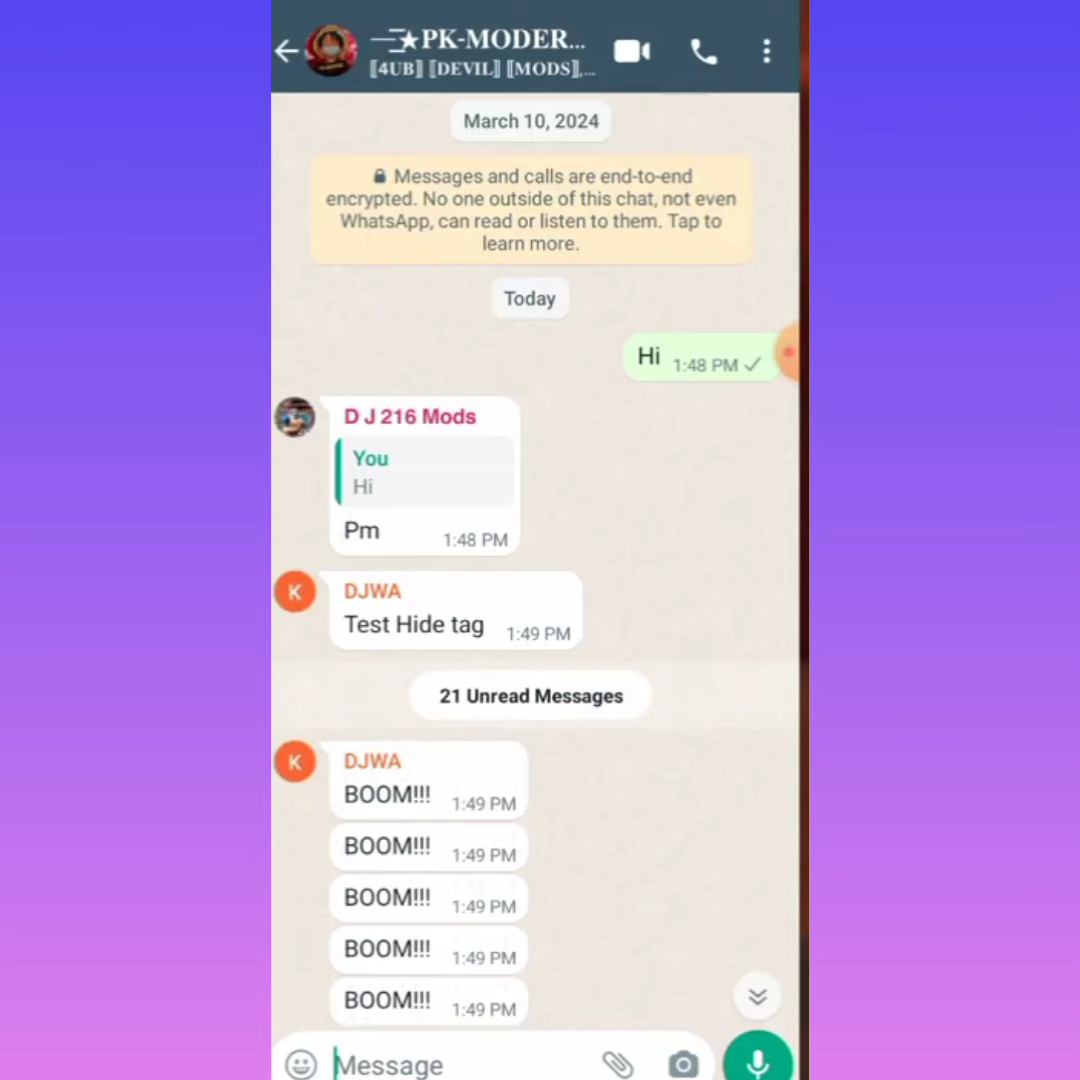 —͟͞★PK-MODER...
⟦4UB⟧ ⟦DEVIL⟧ ⟦MODS⟧,...
March 10, 2024
Messages and calls are end-to-end
encrypted. No one outside of this chat, not even
WhatsApp, can read or listen to them. Tap to
learn more.
Today
Hi 1:48 PM
D J 216 Mods
You
Hi
Pm 1:48 PM
K DJWA
Test Hide tag 1:49 PM
21 Unread Messages
K DJWA
BOOM!!! 1:49 PM
BOOM!!! 1:49 PM
BOOM!!! 1:49 PM
BOOM!!! 1:49 PM
BOOM!!! 1:49 PM
Message